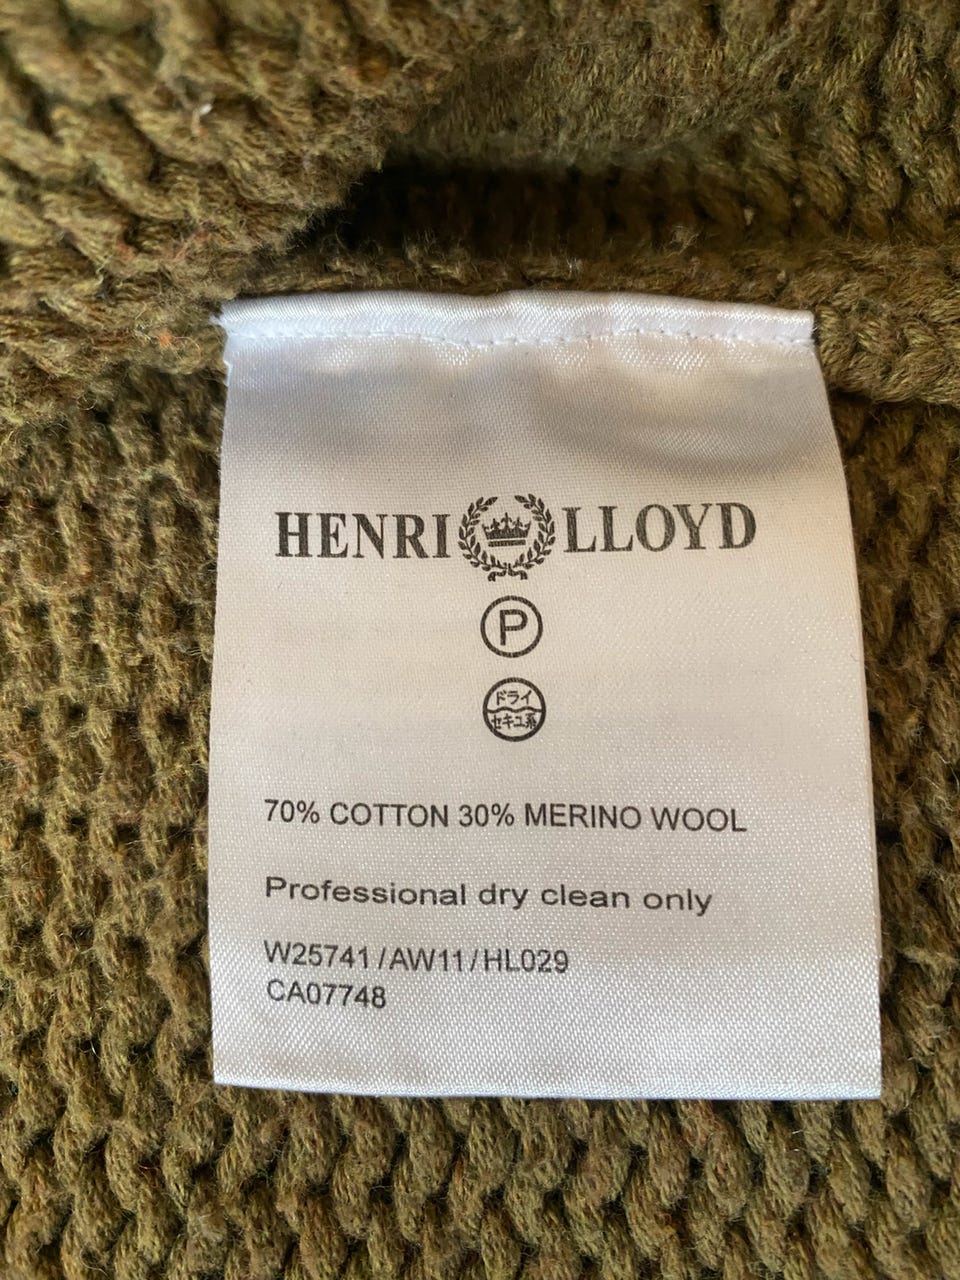 HENRI LLOYD
P
ドライ
セキユ系
70% COTTON 30% MERINO WOOL
Professional dry clean only
W25741/AW11/HL029
CA07748